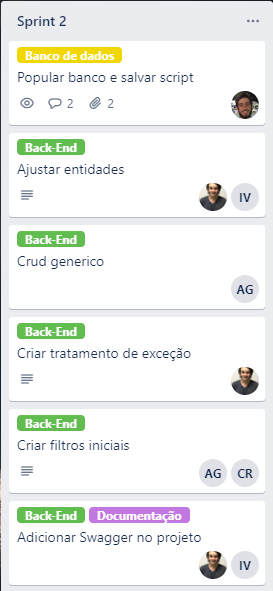 Sprint 2
Banco de dados
Popular banco e salvar script
2 2
Back-End
Ajustar entidades
IV
Back-End
Crud generico
AG
Back-End
Criar tratamento de exceção
Back-End
Criar filtros iniciais
AG CR
Back-End Documentação
Adicionar Swagger no projeto
IV